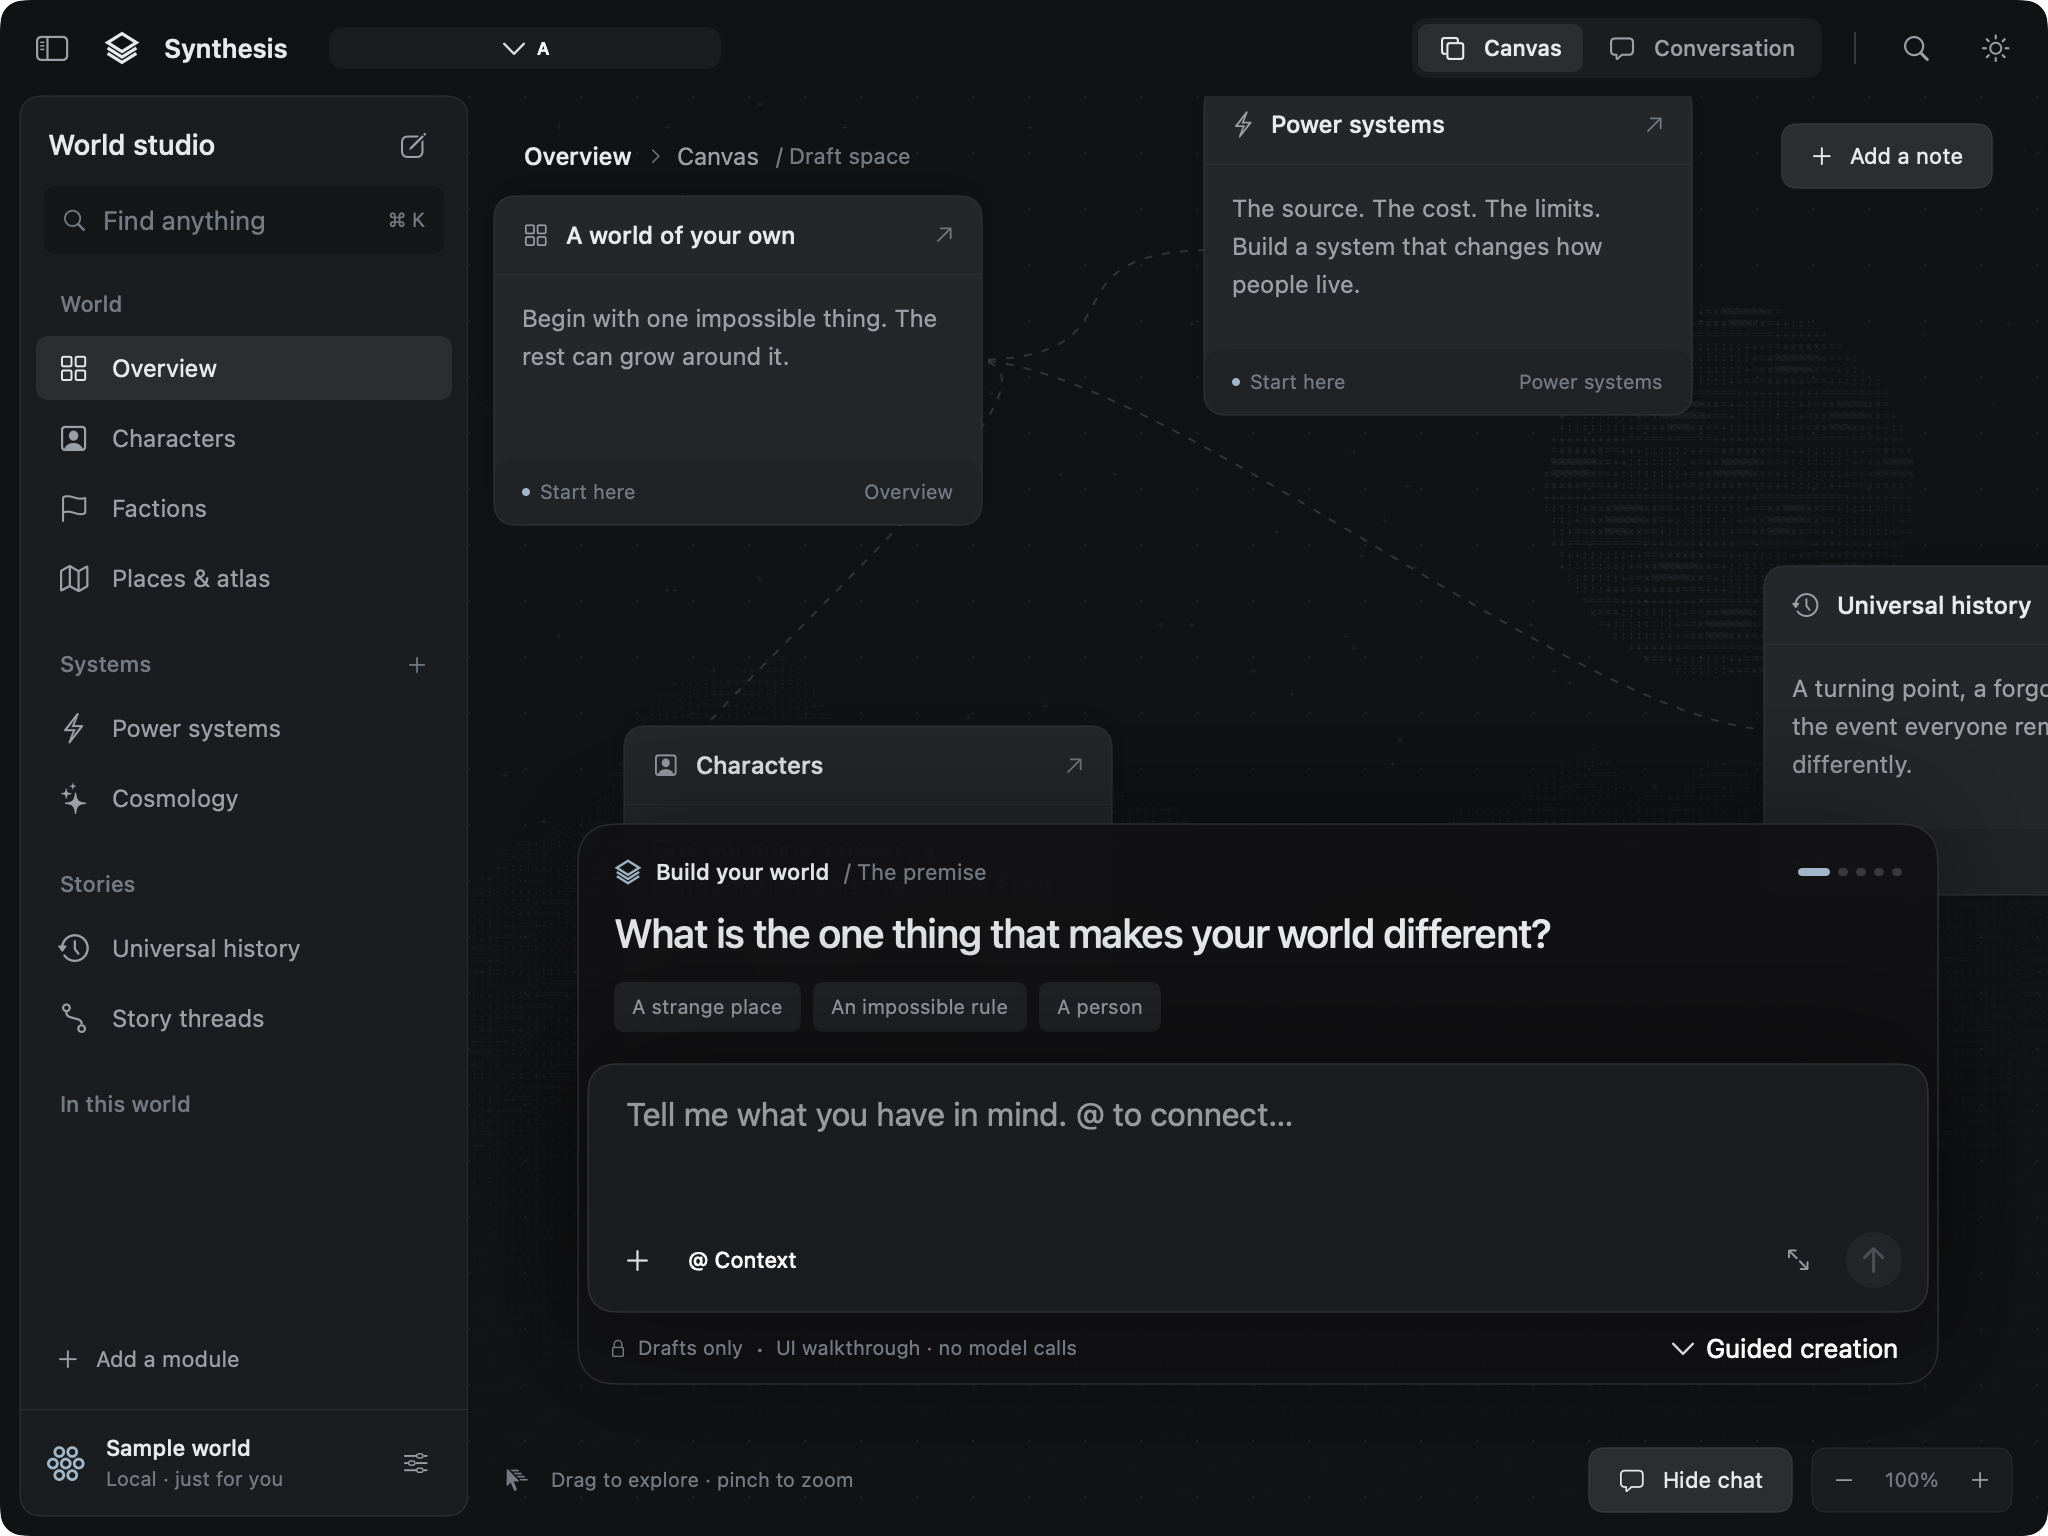 Synthesis
A
Canvas
Conversation
World studio
Find anything
⌘ K
World
Overview
Characters
Factions
Places & atlas
Systems
Power systems
Cosmology
Stories
Universal history
Story threads
In this world
Add a module
Sample world
Local · just for you
Overview > Canvas / Draft space
Add a note
A world of your own
Begin with one impossible thing. The
rest can grow around it.
Start here
Overview
Power systems
The source. The cost. The limits.
Build a system that changes how
people live.
Start here
Power systems
Universal history
A turning point, a forgo
the event everyone ren
differently.
Characters
Give someone a desire, a
Build your world / The premise
What is the one thing that makes your world different?
A strange place
An impossible rule
A person
Tell me what you have in mind. @ to connect...
@ Context
Drafts only · UI walkthrough · no model calls
Guided creation
Drag to explore · pinch to zoom
Hide chat
100%